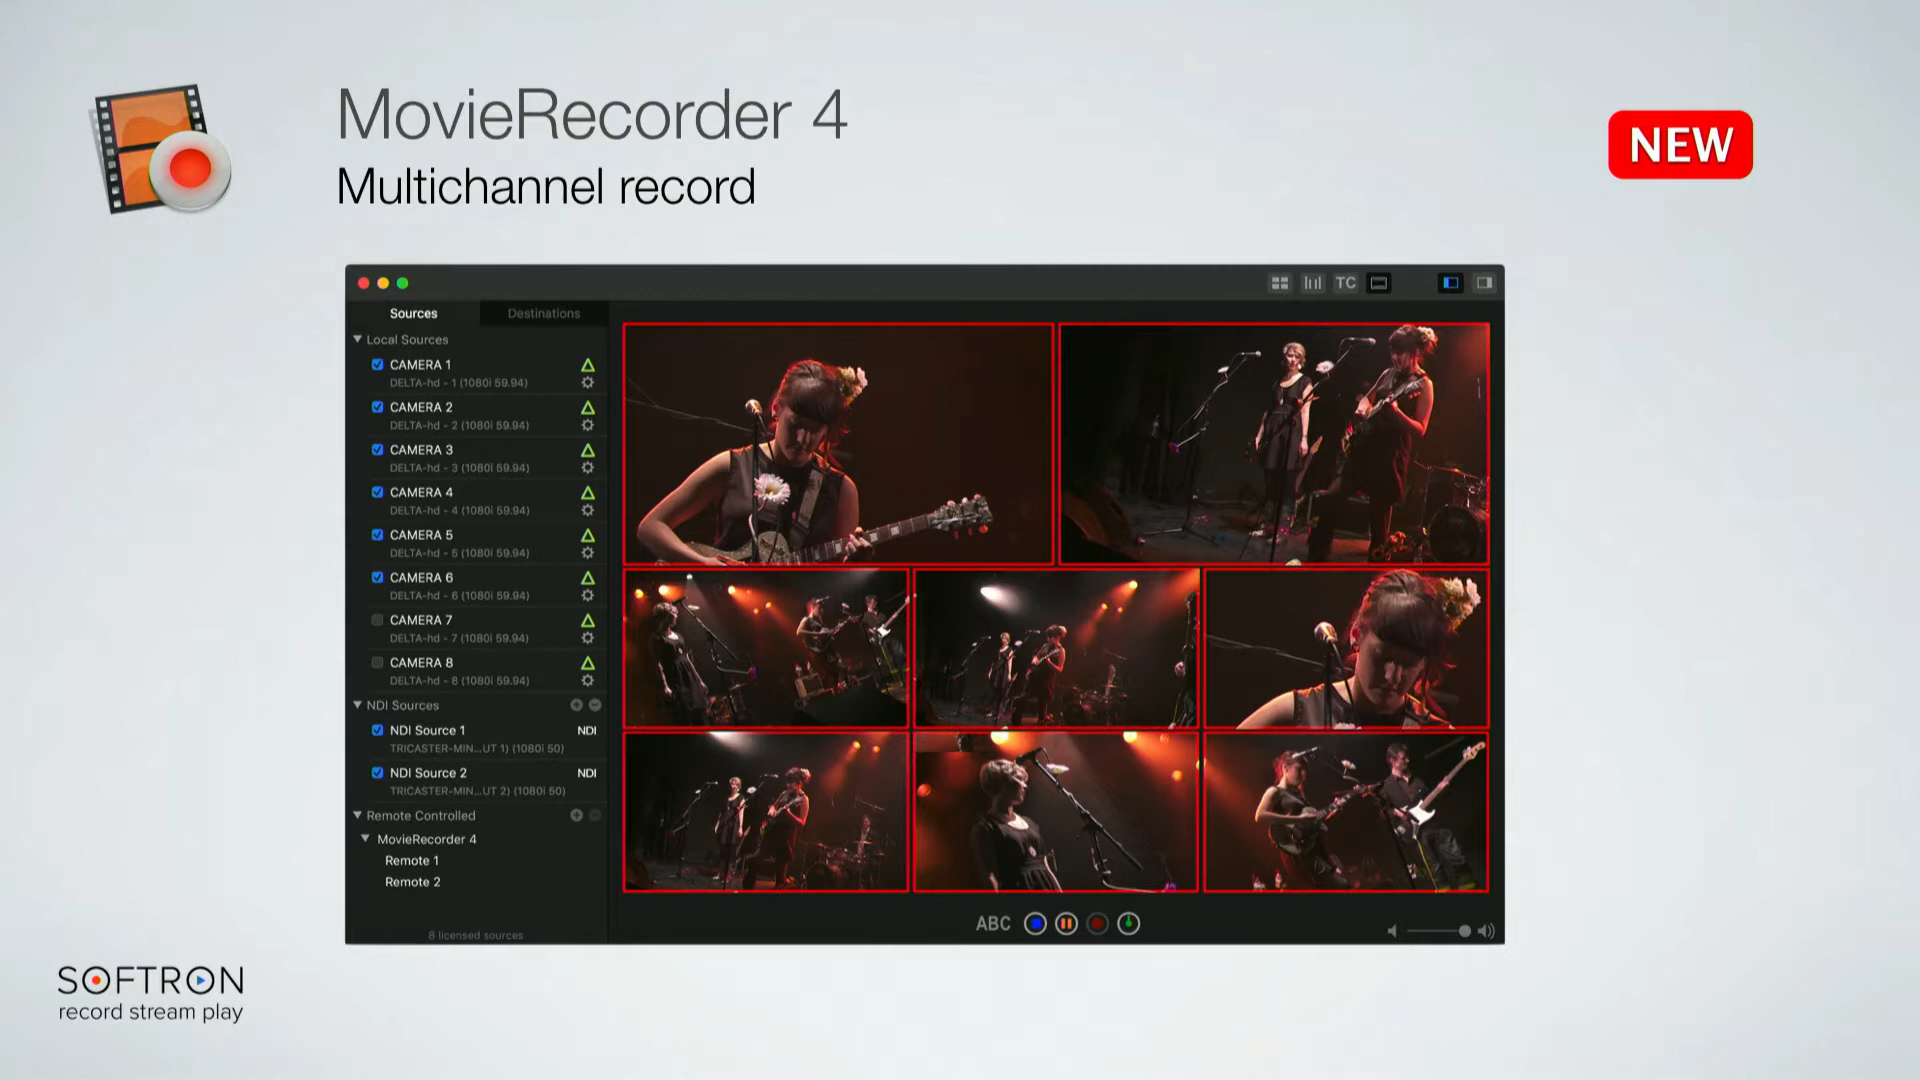 MovieRecorder 4
Multichannel record
NEW
TC
Sources
Destinations
Local Sources
CAMERA 1
DELTA-hd - 1 (1080i 59.94)
CAMERA 2
DELTA-hd - 2 (1080i 59.94)
CAMERA 3
DELTA-hd - 3 (1080i 59.94)
CAMERA 4
DELTA-hd - 4 (1080i 59.94)
CAMERA 5
DELTA-hd - 5 (1080i 59.94)
CAMERA 6
DELTA-hd - 6 (1080i 59.94)
CAMERA 7
DELTA-hd - 7 (1080i 59.94)
CAMERA 8
DELTA-hd - 8 (1080i 59.94)
NDI Sources
NDI Source 1 NDI
TRICASTER-MIN...UT 1) (1080i 50)
NDI Source 2 NDI
TRICASTER-MIN...UT 2) (1080i 50)
Remote Controlled
MovieRecorder 4
Remote 1
Remote 2
8 licensed sources
ABC
SOFTRON
record stream play